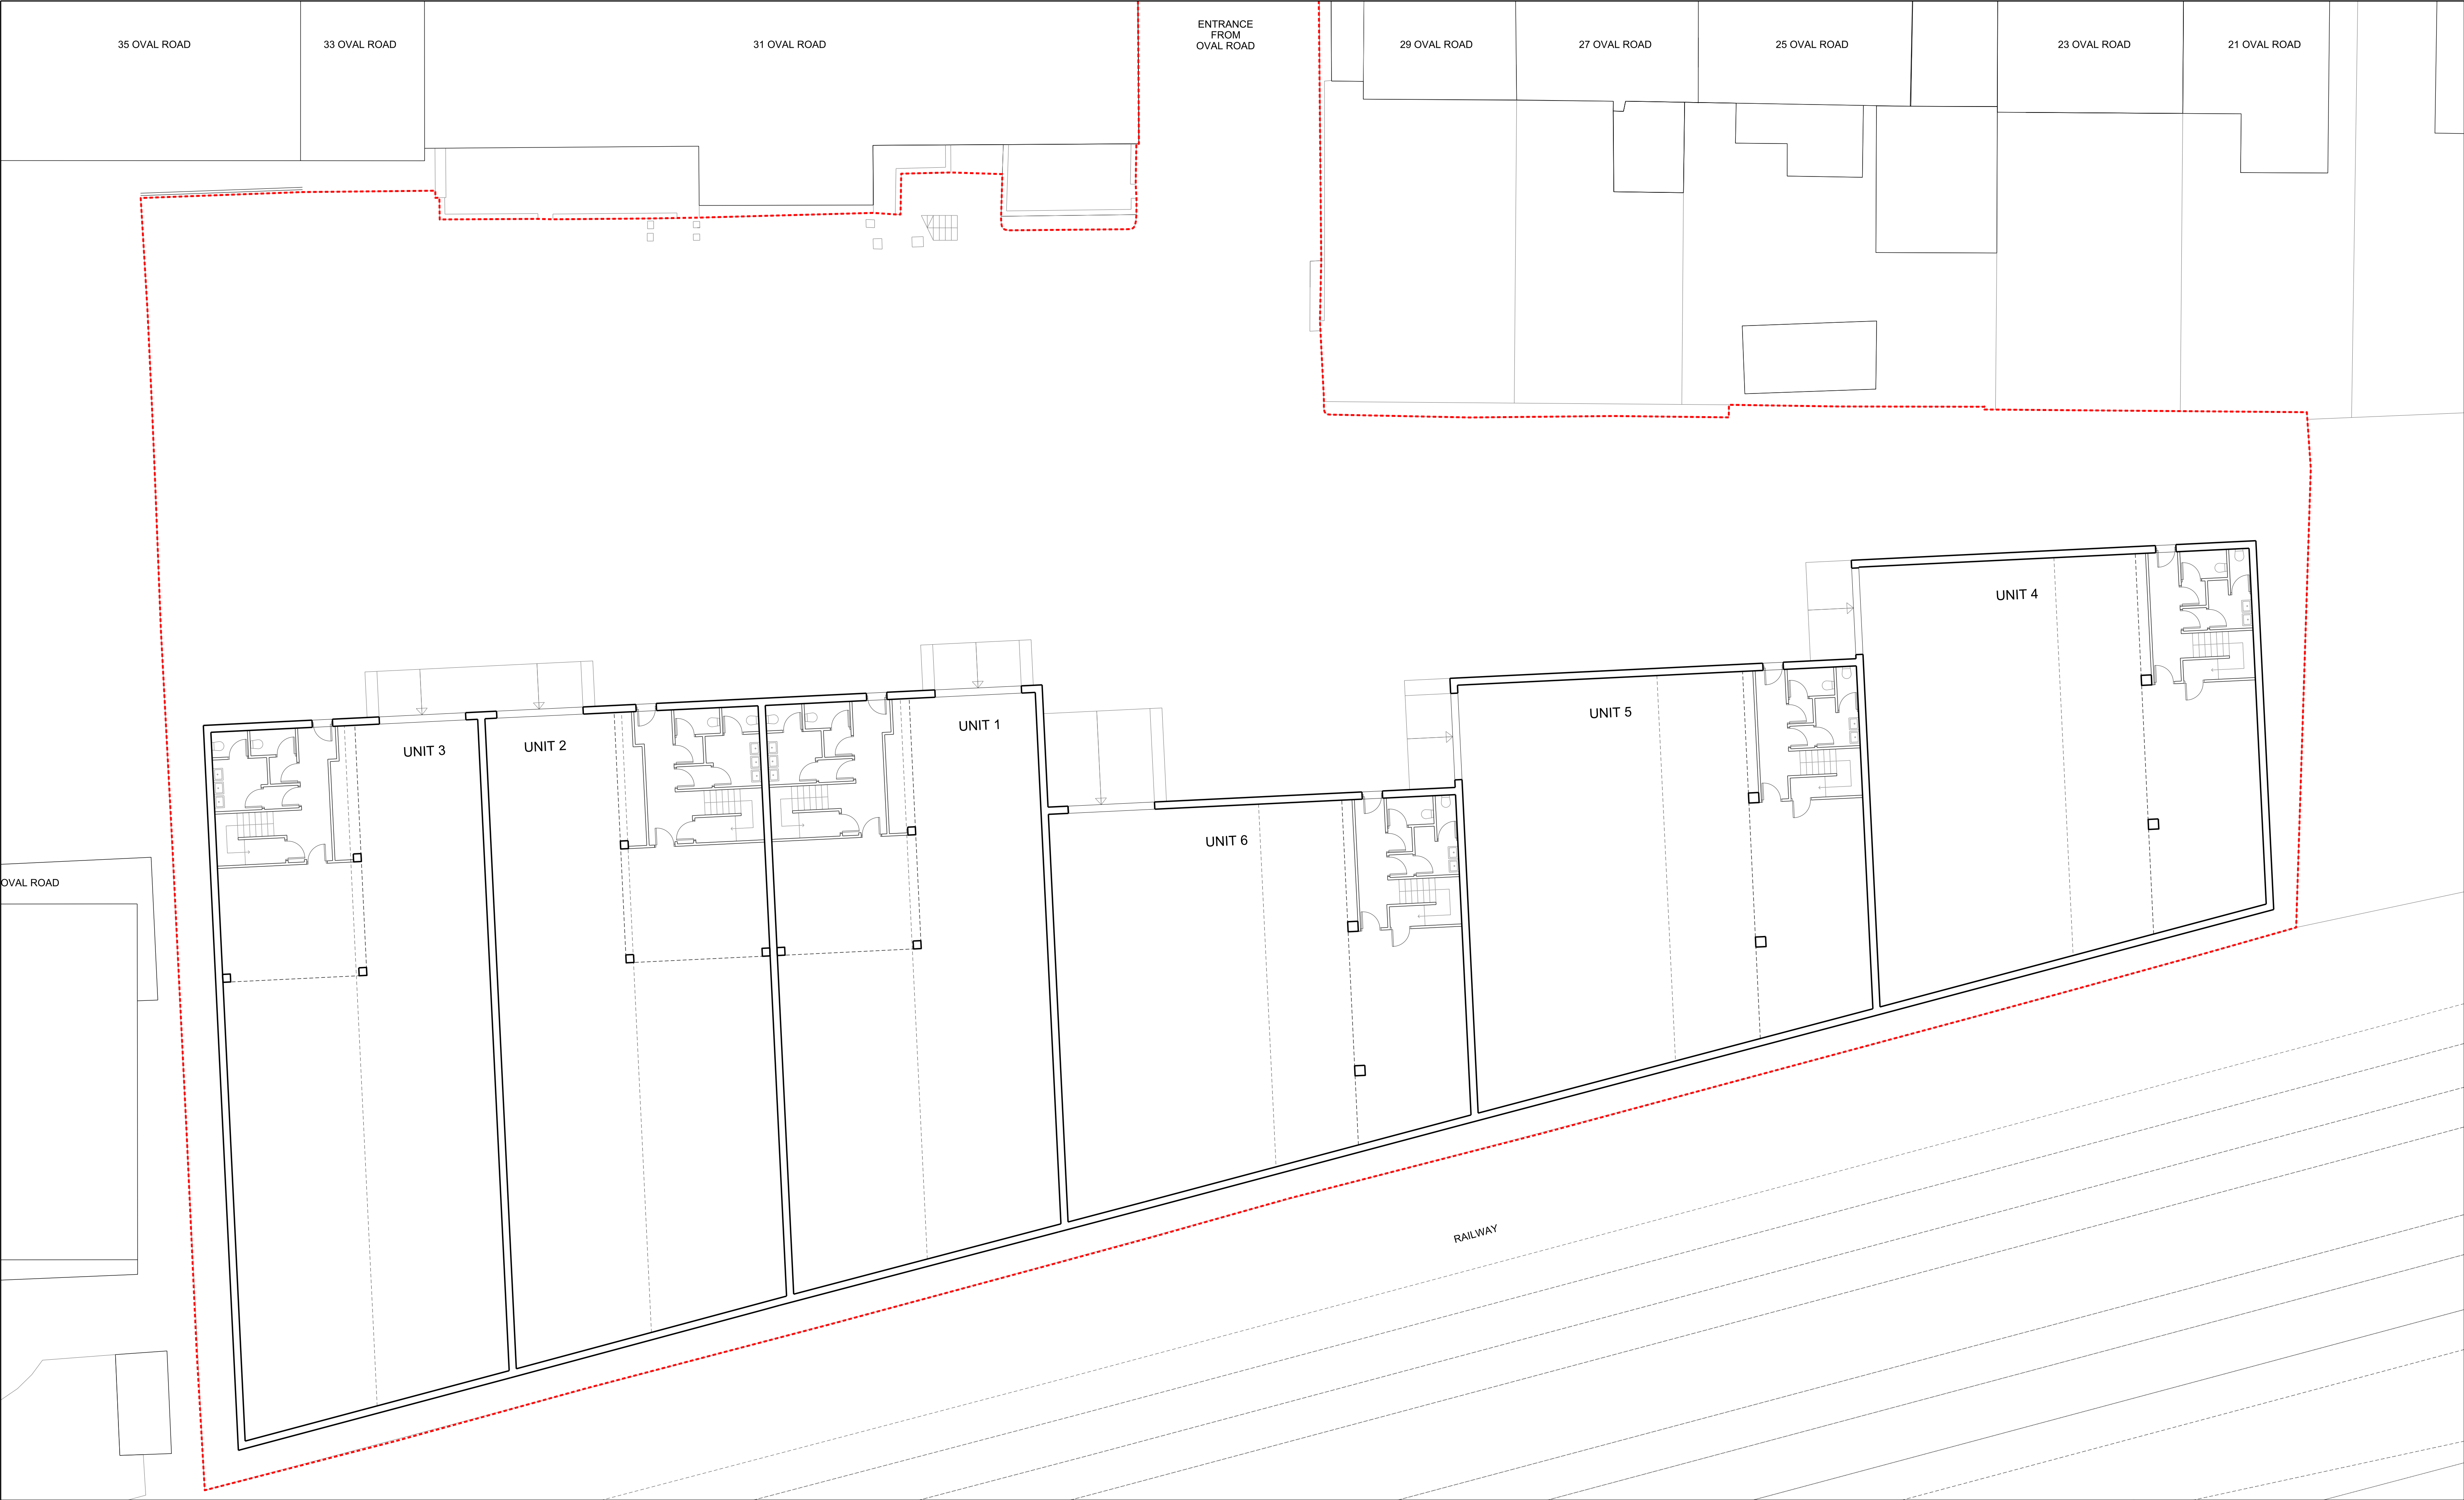 35 OVAL ROAD
33 OVAL ROAD
31 OVAL ROAD
ENTRANCE
FROM
OVAL ROAD
29 OVAL ROAD
27 OVAL ROAD
25 OVAL ROAD
23 OVAL ROAD
21 OVAL ROAD
UNIT 4
UNIT 5
UNIT 1
UNIT 2
UNIT 3
UNIT 6
OVAL ROAD
RAILWAY